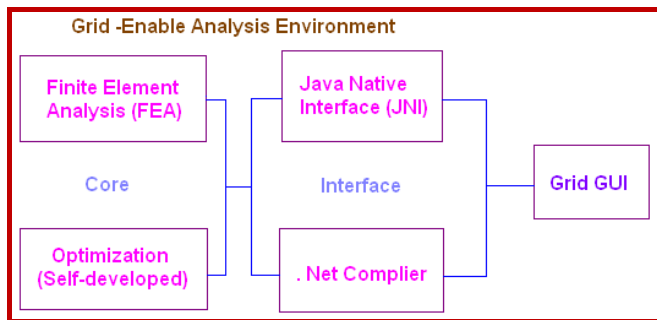 Grid -Enable Analysis Environment
Finite Element
Analysis (FEA)
Java Native
Interface (JNI)
Core
Interface
Grid GUI
Optimization
(Self-developed)
. Net Complier